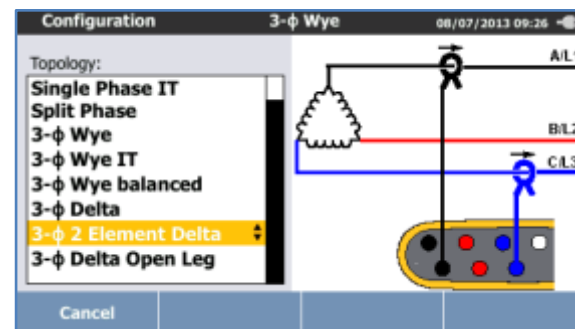 Configuration 3-ϕ Wye 08/07/2013 09:26
Topology:
Single Phase IT
Split Phase
3-ϕ Wye
3-ϕ Wye IT
3-ϕ Wye balanced
3-ϕ Delta
3-ϕ 2 Element Delta
3-ϕ Delta Open Leg
A/L1
B/L2
C/L3
Cancel